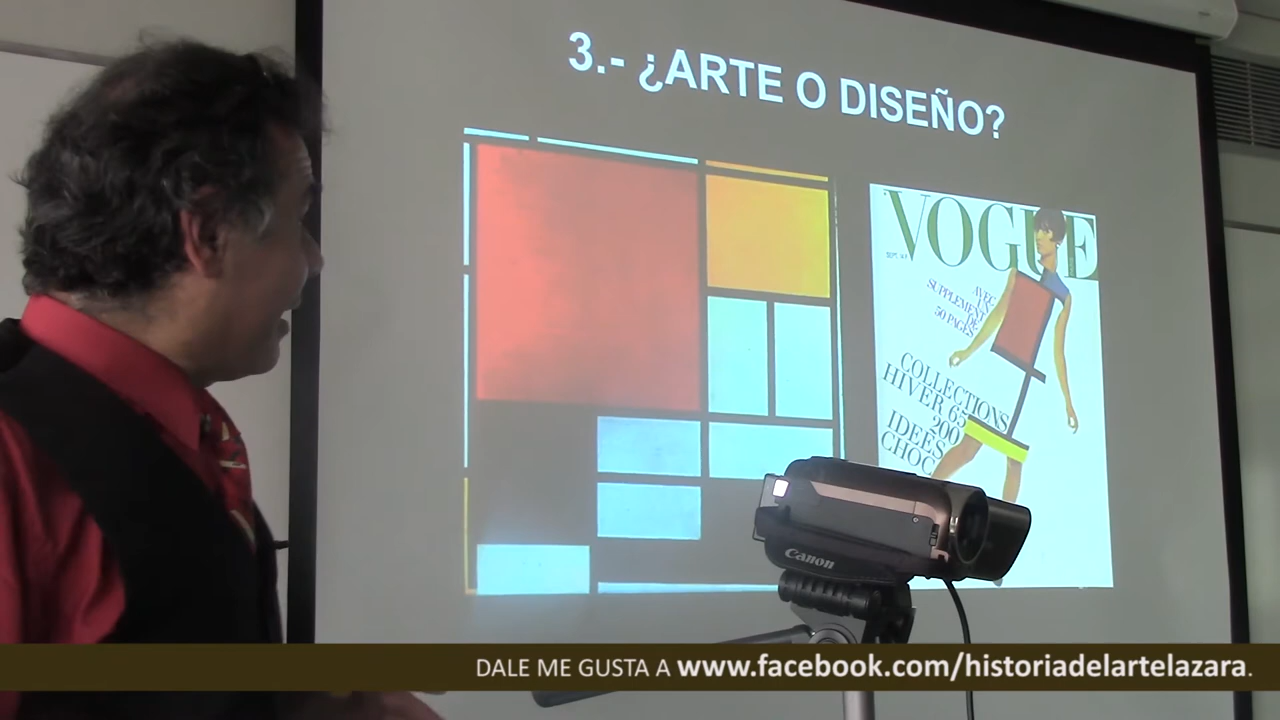 3.- ¿ARTE O DISEÑO?
VOGUE
AVEC
SUPPLEMENT
DE
50 PAGES
COLLECTIONS
HIVER 65
200
IDEES
CHOC
Canon
DALE ME GUSTA A www.facebook.com/historiadelartelazara.